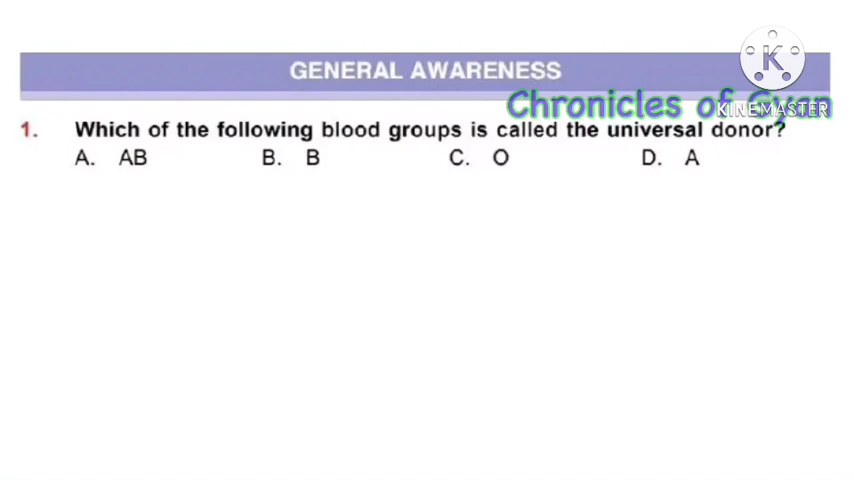 GENERAL AWARENESS
K
Chronicles of Gyan
KINEMASTER
1. Which of the following blood groups is called the universal donor?
A. AB B. B C. O D. A